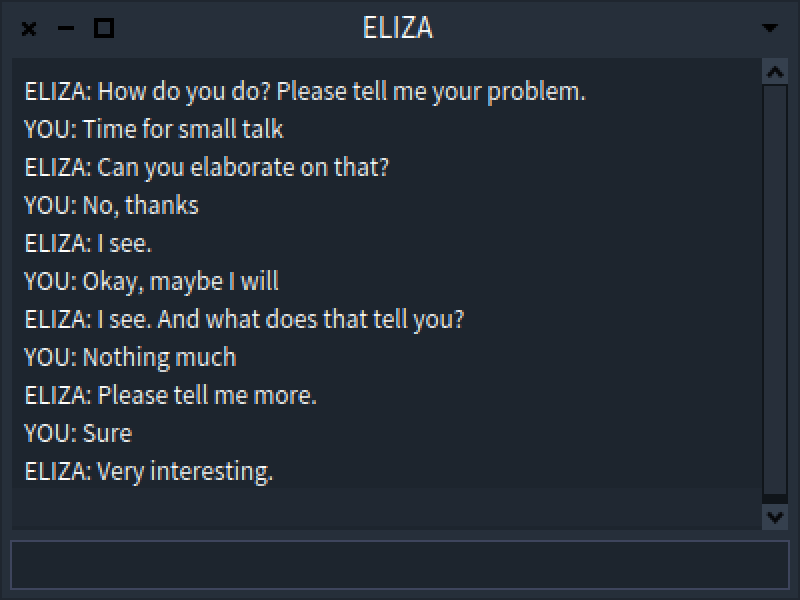 ELIZA
ELIZA: How do you do? Please tell me your problem.
YOU: Time for small talk
ELIZA: Can you elaborate on that?
YOU: No, thanks
ELIZA: I see.
YOU: Okay, maybe I will
ELIZA: I see. And what does that tell you?
YOU: Nothing much
ELIZA: Please tell me more.
YOU: Sure
ELIZA: Very interesting.